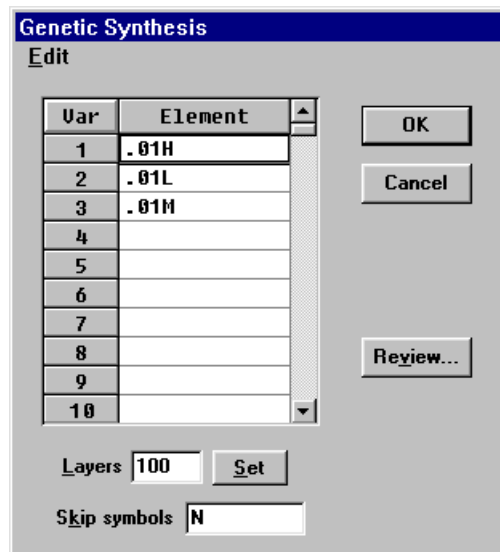 Genetic Synthesis
Edit
Var Element
1 .01H
2 .01L
3 .01M
4
5
6
7
8
9
10
OK
Cancel
Review...
Layers 100 Set
Skip symbols N